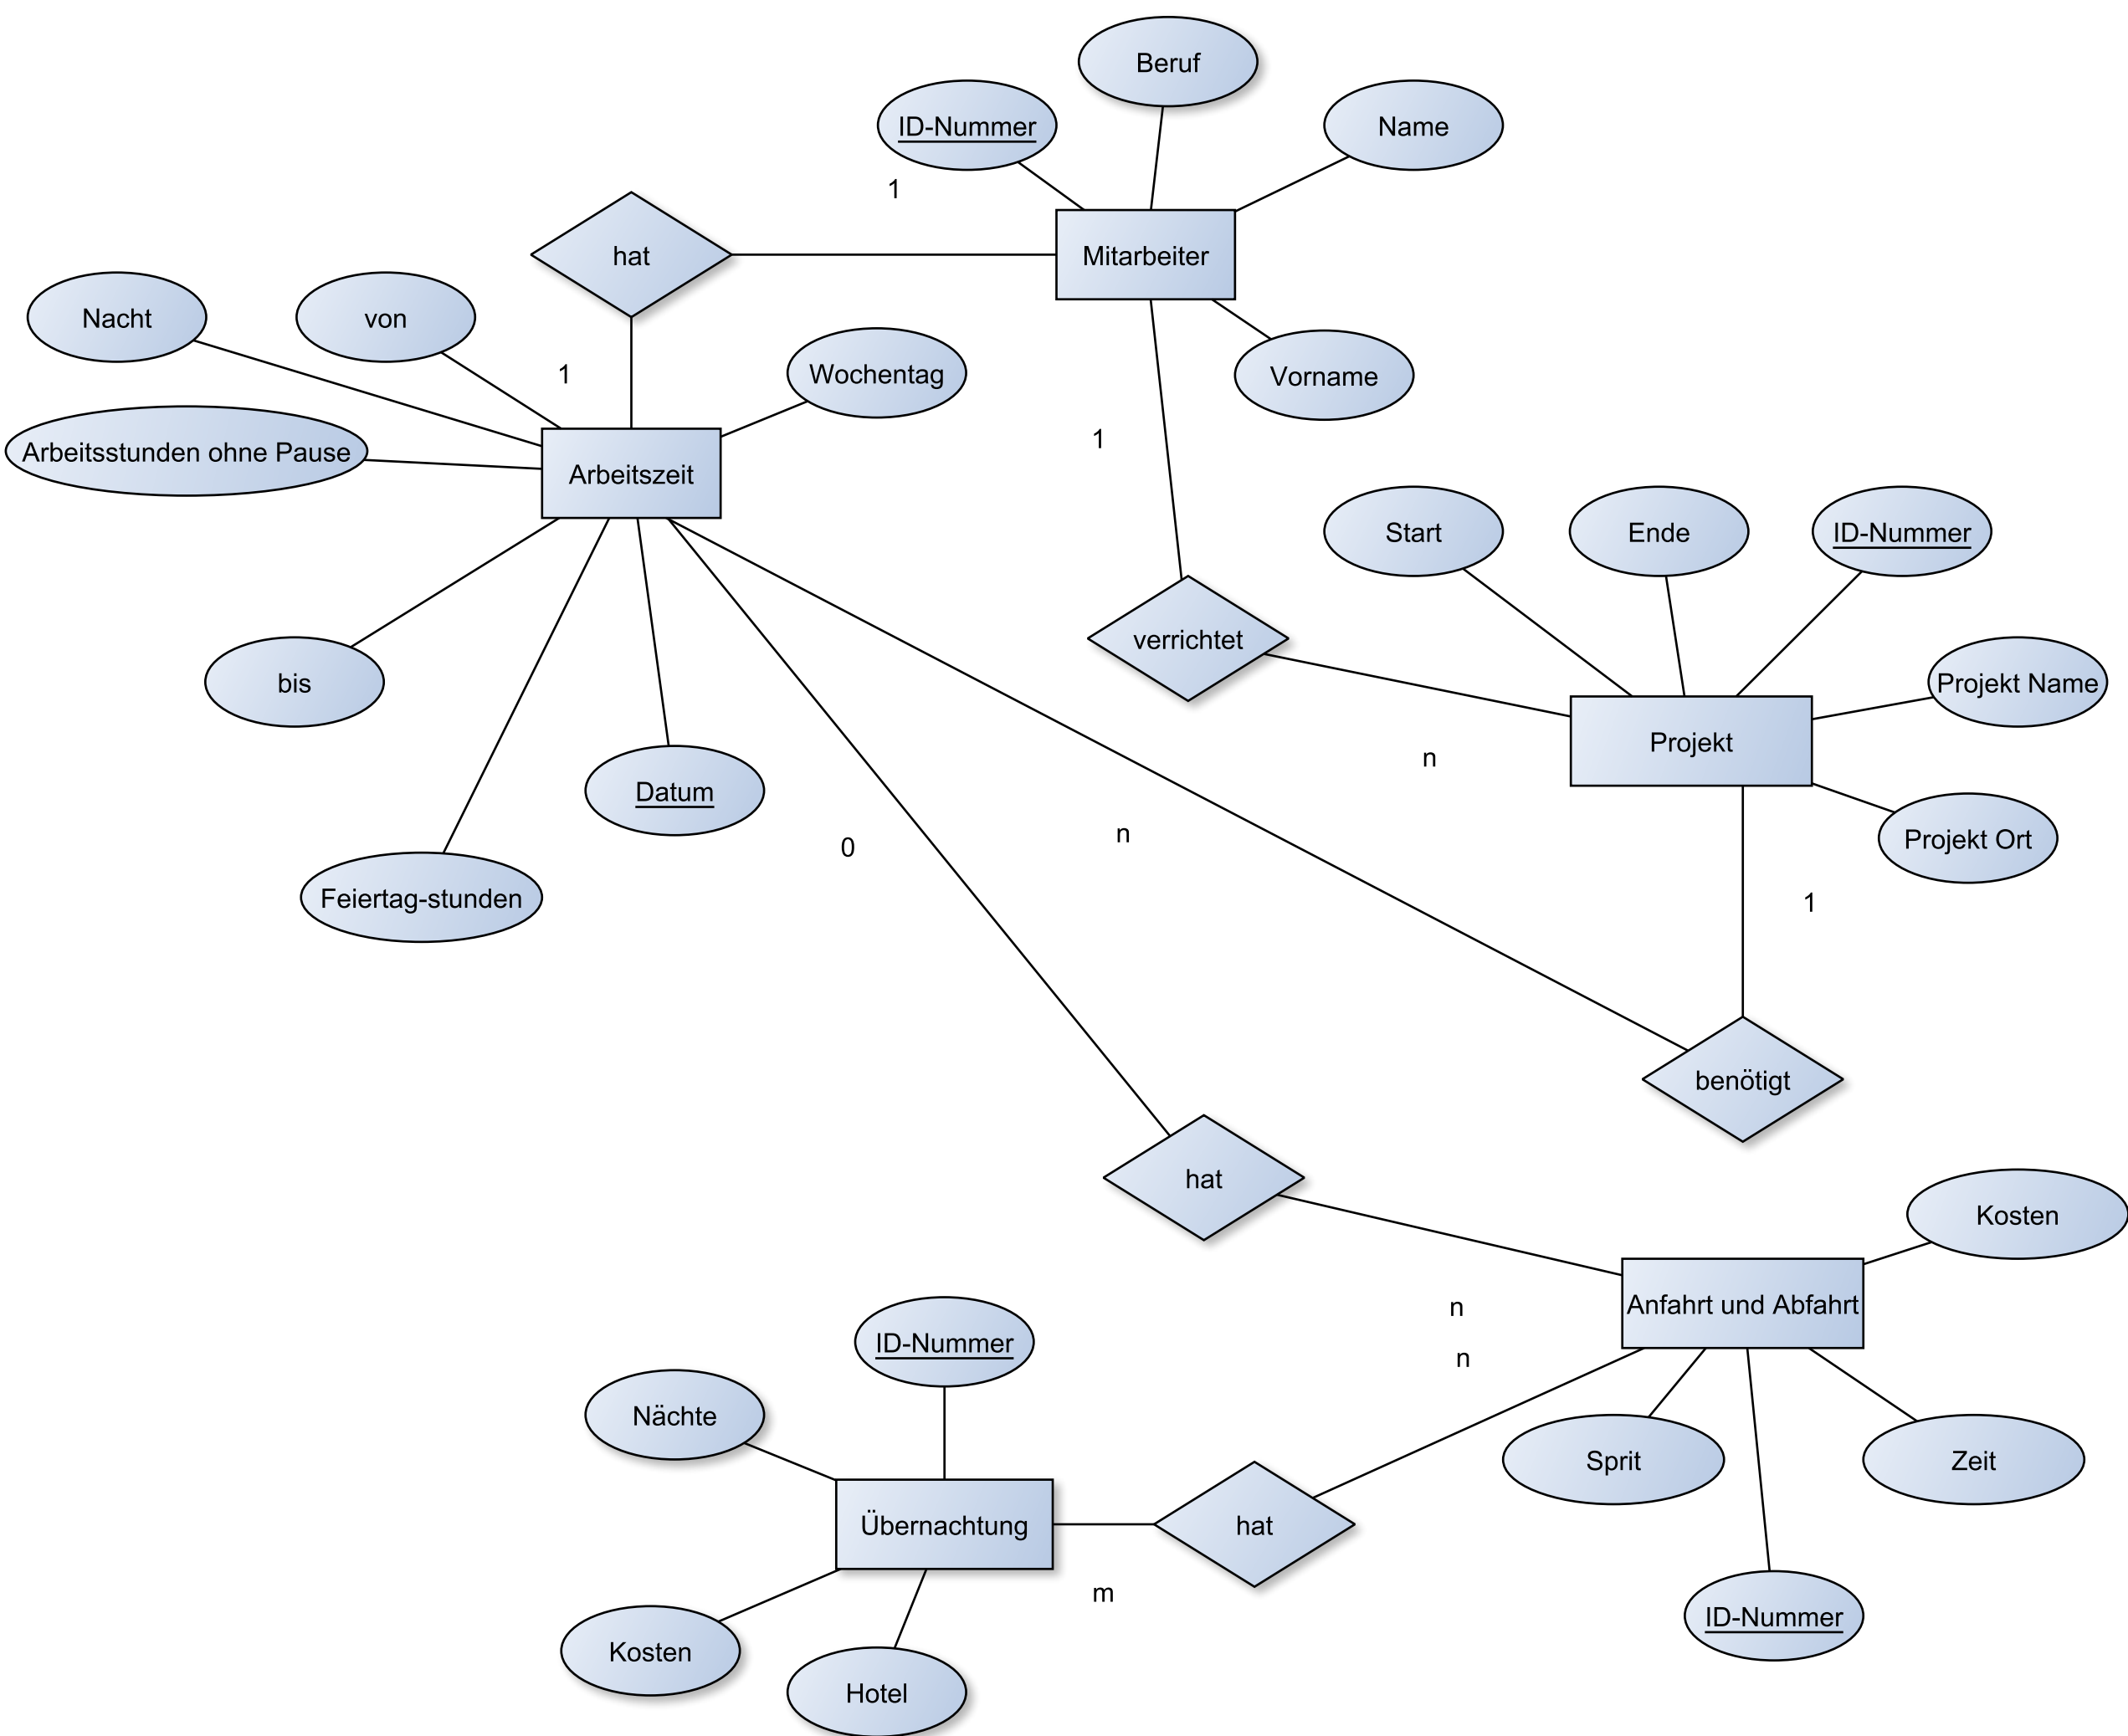 Beruf
ID-Nummer
Name
1
hat
Mitarbeiter
Nacht
von
1
Wochentag
Vorname
1
Arbeitsstunden ohne Pause
Arbeitszeit
Start
Ende
ID-Nummer
verrichtet
bis
Projekt Name
n
Projekt
Datum
0
n
Projekt Ort
Feiertag-stunden
1
benötigt
hat
Kosten
n
Anfahrt und Abfahrt
ID-Nummer
n
Nächte
Sprit
Zeit
Übernachtung
hat
m
ID-Nummer
Kosten
Hotel